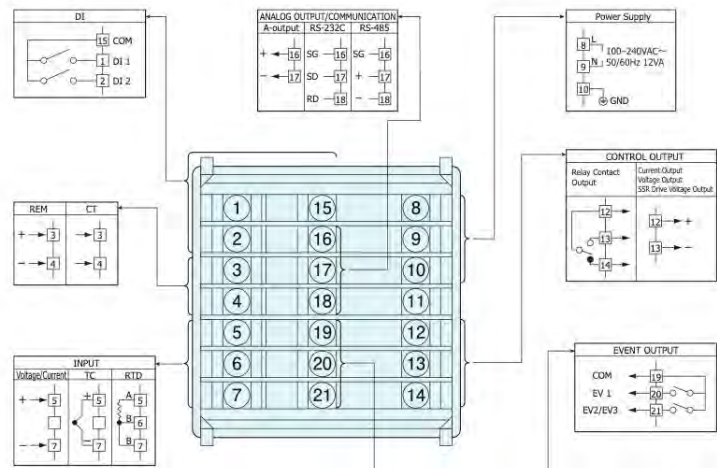 DI
15 COM
1 DI 1
2 DI 2
ANALOG OUTPUT/COMMUNICATION
A-output RS-232C RS-485
+ 16 SG 16 SG 16
- 17 SD 17 + 17
RD 18 - 18
Power Supply
8 L 100-240VAC~
9 N 50/60Hz 12VA
10 GND
REM CT
+ 3 3
- 4 4
CONTROL OUTPUT
Relay Contact Output
Current Output
Voltage Output
SSR Drive Voltage Output
12 12 +
13 13 -
14
INPUT
Voltage/Current TC RTD
+ 5 + 5 A 5
B 6
- 7 - 7 B 7
EVENT OUTPUT
COM 19
EV 1 20
EV2/EV3 21
1 15 8
2 16 9
3 17 10
4 18 11
5 19 12
6 20 13
7 21 14